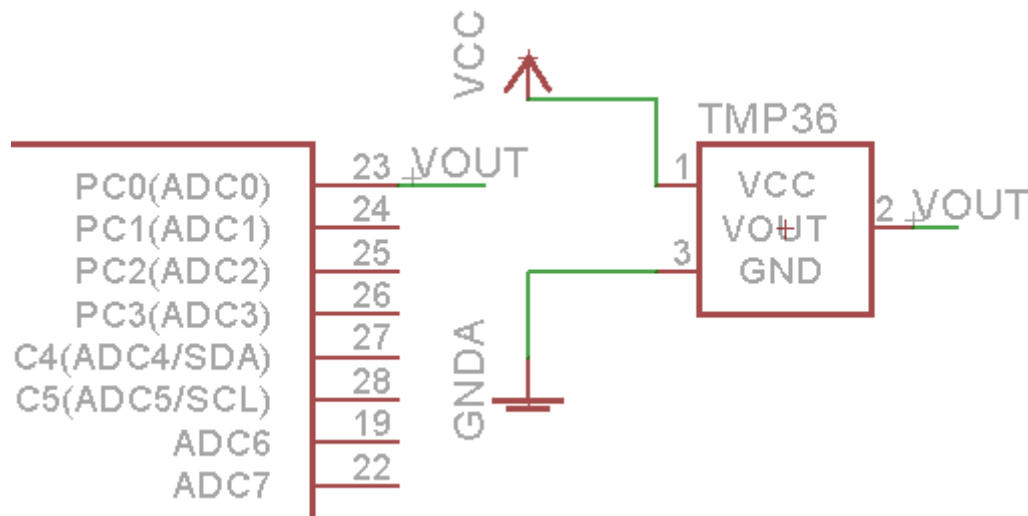 VCC
TMP36
PC0(ADC0) 23 VOUT
PC1(ADC1) 24
PC2(ADC2) 25
PC3(ADC3) 26
C4(ADC4/SDA) 27
C5(ADC5/SCL) 28
ADC6 19
ADC7 22
1 VCC
VOUT 2 VOUT
3 GND
GNDA